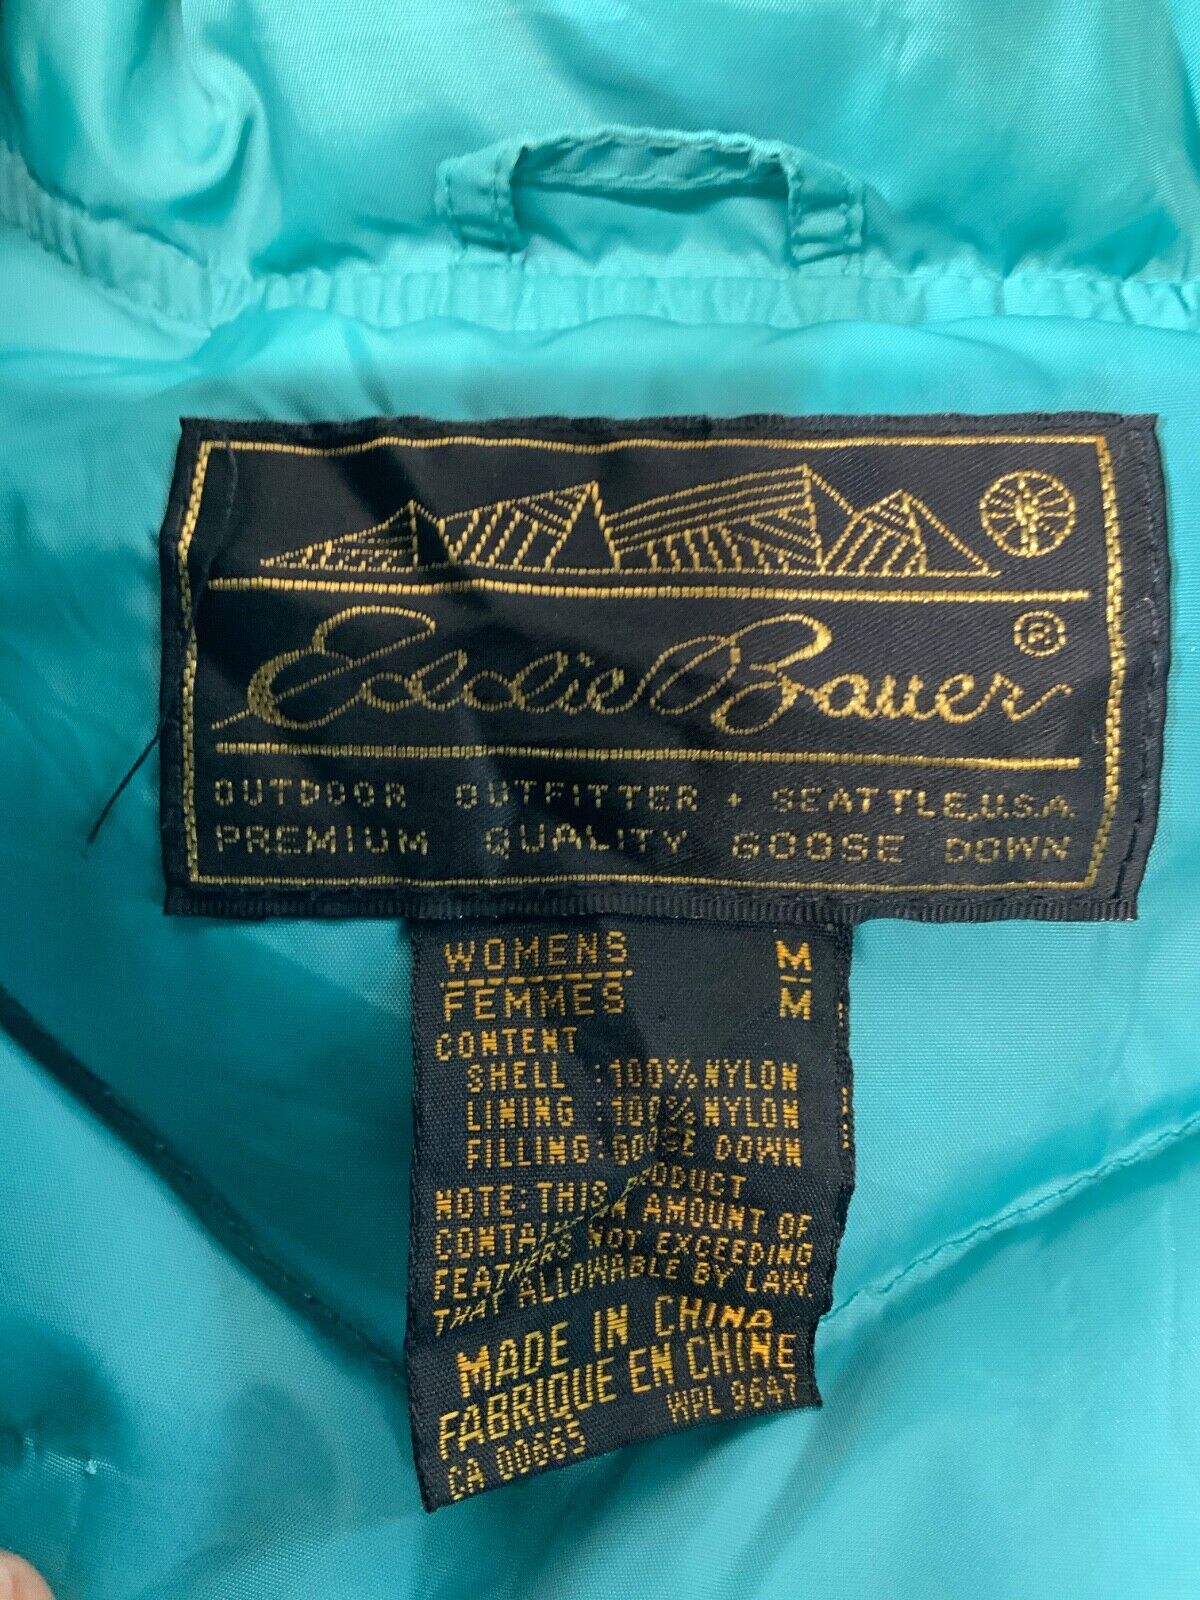 Eddie Bauer®
OUTDOOR OUTFITTER • SEATTLE, U.S.A.
PREMIUM QUALITY GOOSE DOWN
WOMENS M
FEMMES M
CONTENT
SHELL : 100% NYLON
LINING : 100% NYLON
FILLING: GOOSE DOWN
NOTE: THIS PRODUCT
CONTAINS AN AMOUNT OF
FEATHERS NOT EXCEEDING
THAT ALLOWABLE BY LAW.
MADE IN CHINA
FABRIQUE EN CHINE
CA 00665 WPL 9647